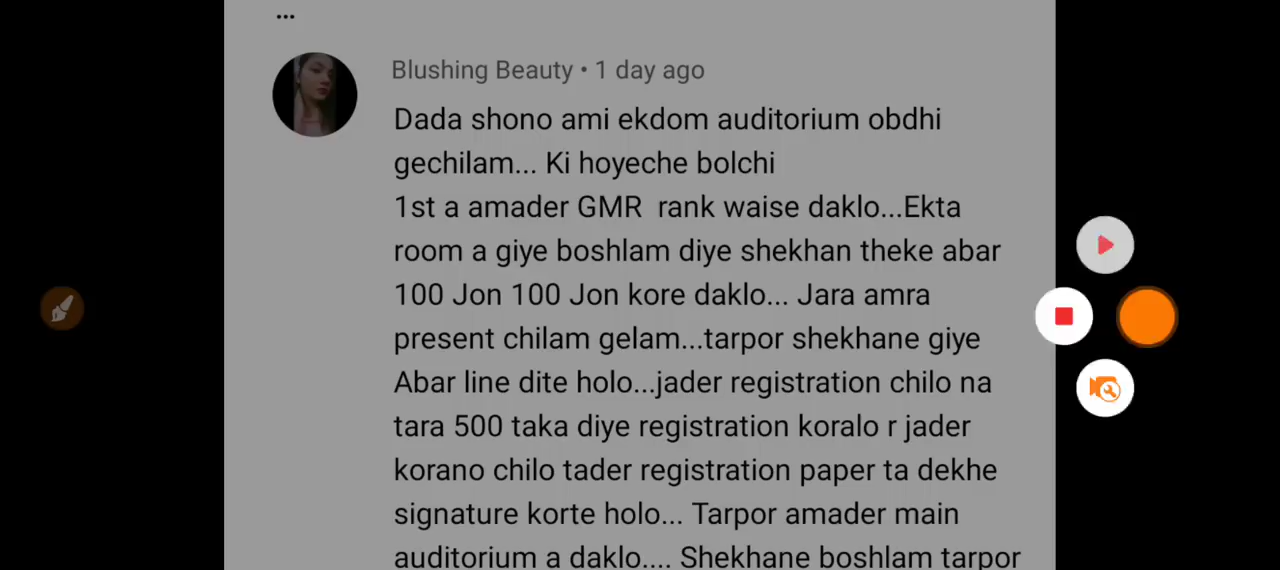 ...
Blushing Beauty • 1 day ago
Dada shono ami ekdom auditorium obdhi
gechilam... Ki hoyeche bolchi
1st a amader GMR rank waise daklo...Ekta
room a giye boshlam diye shekhan theke abar
100 Jon 100 Jon kore daklo... Jara amra
present chilam gelam...tarpor shekhane giye
Abar line dite holo...jader registration chilo na
tara 500 taka diye registration koralo r jader
korano chilo tader registration paper ta dekhe
signature korte holo... Tarpor amader main
auditorium a daklo.... Shekhane boshlam tarpor